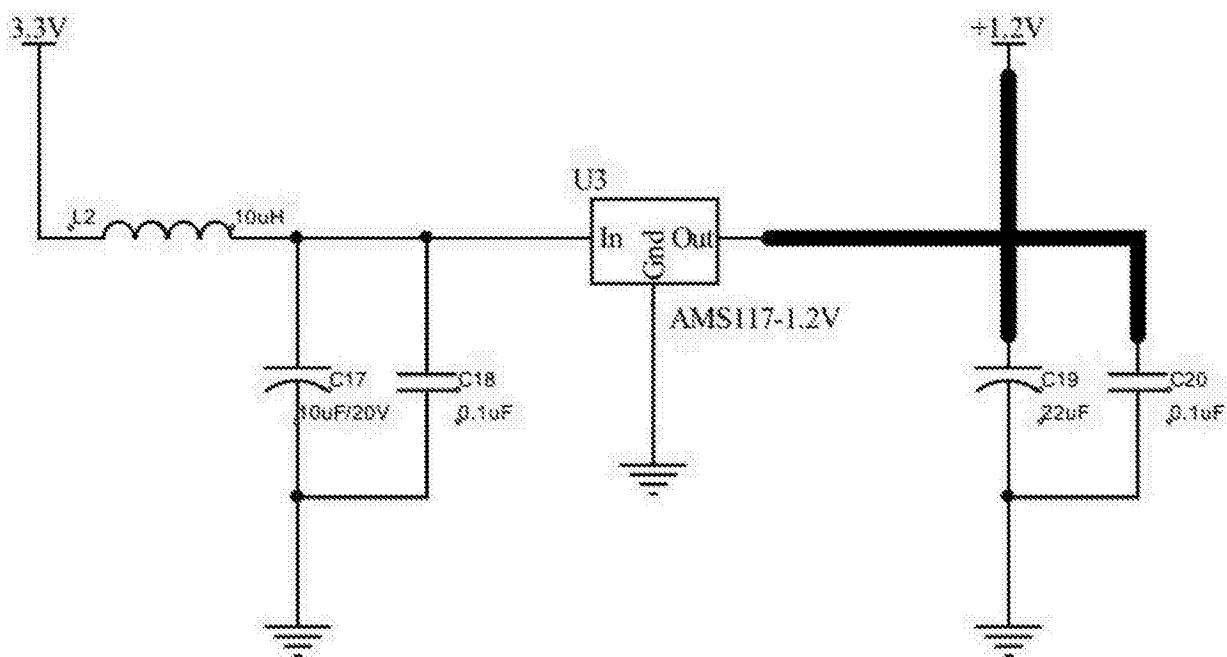 3.3V
+1.2V
U3
L2
10uH
In
Gnd
Out
AMS117-1.2V
C17
10uF/20V
C18
0.1uF
C19
22uF
C20
0.1uF